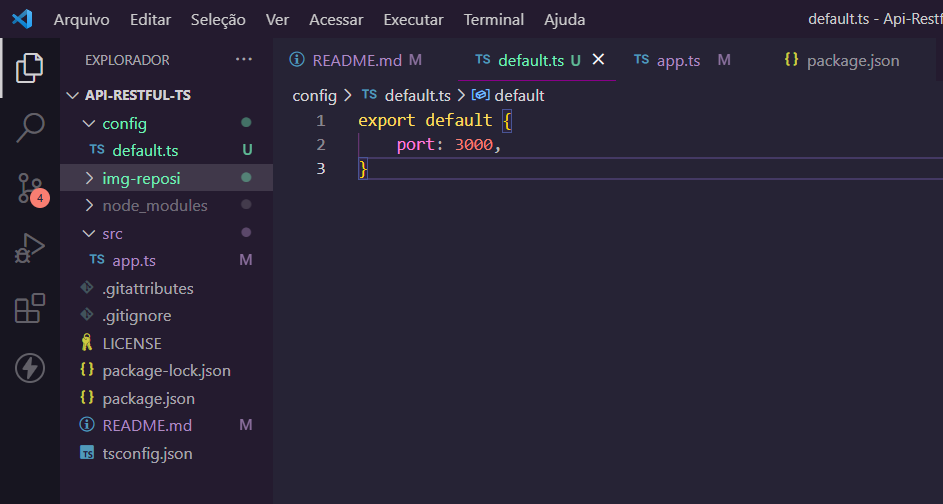 Arquivo Editar Seleção Ver Acessar Executar Terminal Ajuda default.ts - Api-Restf
EXPLORADOR ···
README.md M default.ts U app.ts M package.json
API-RESTFUL-TS
config > TS default.ts > default
config
TS default.ts U
img-reposi
node_modules
src
TS app.ts M
.gitattributes
.gitignore
LICENSE
package-lock.json
package.json
README.md M
tsconfig.json
4
1 export default {
2 port: 3000,
3 }